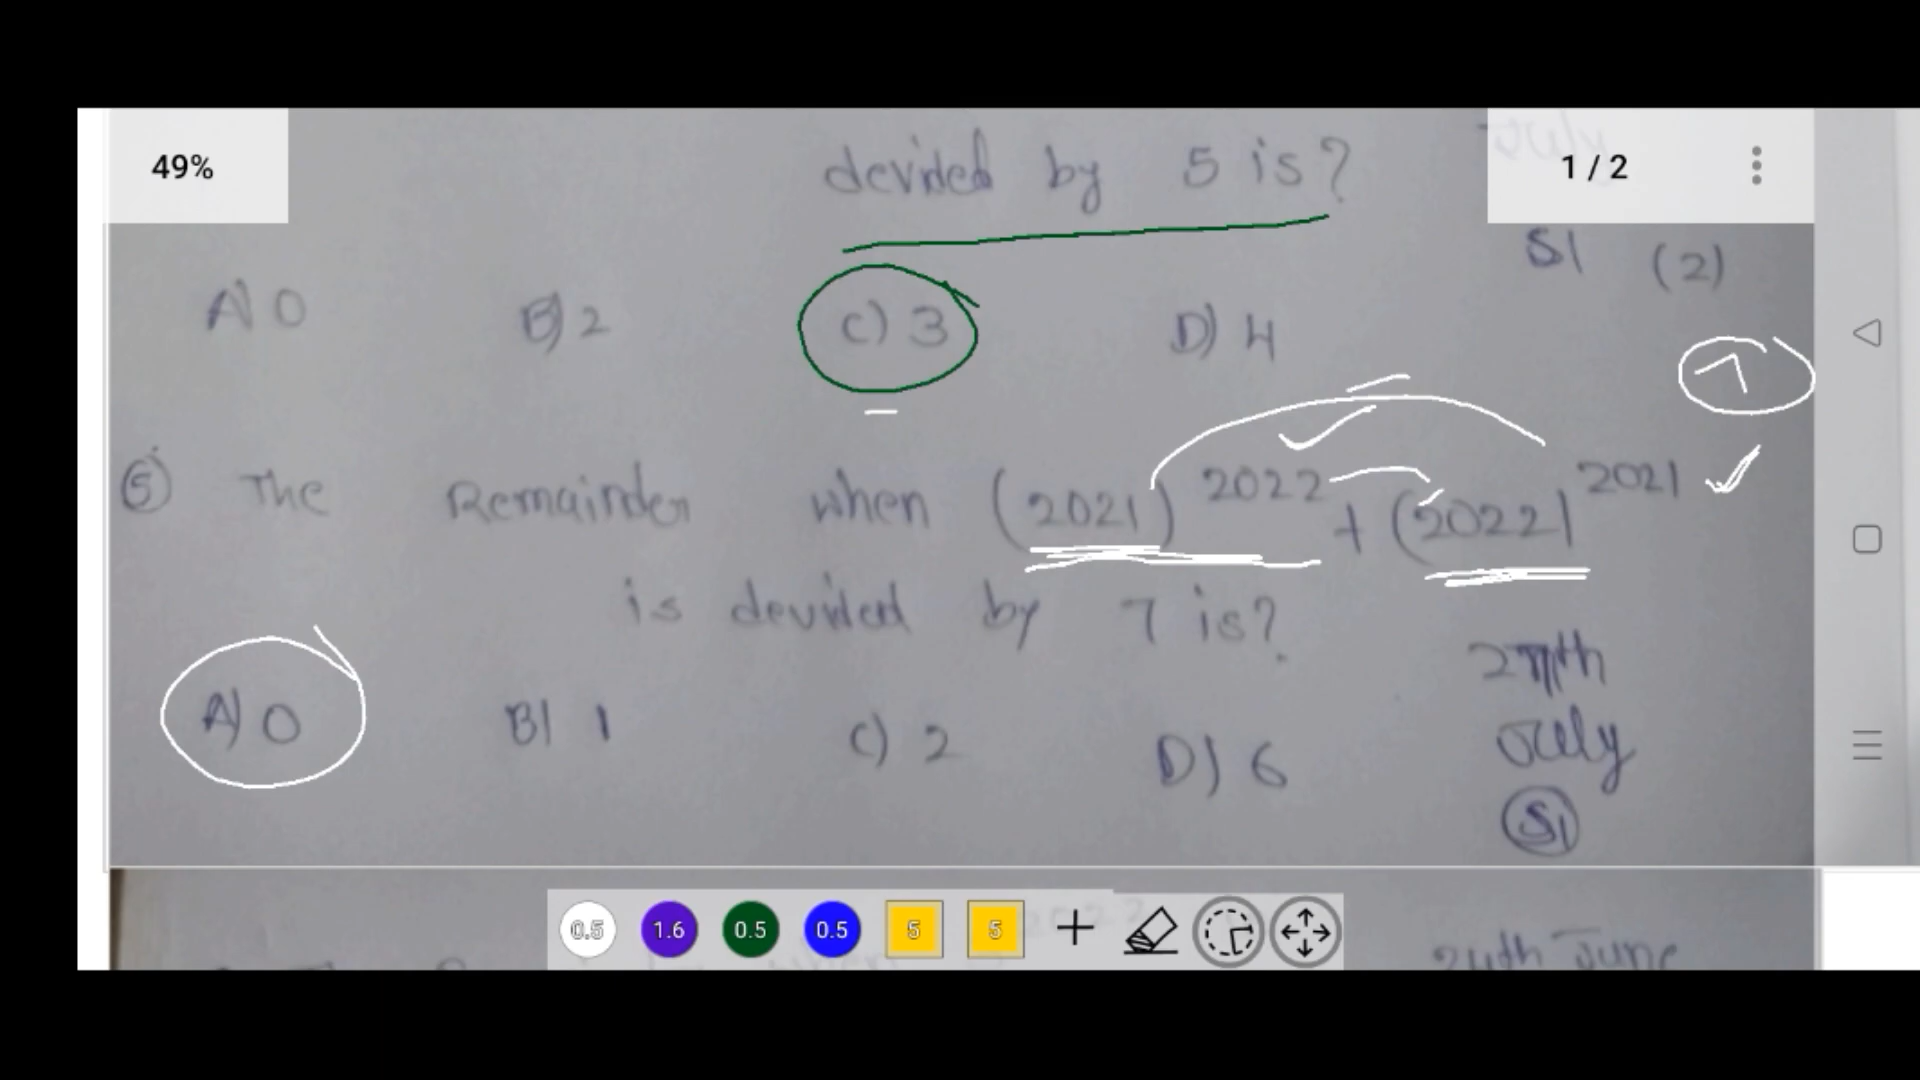 49%
devided by 5 is?
1 / 2
S1 (2)
A) 0 B) 2 C) 3 D) 4
7
5) The Remainder when (2021)^2022 + (2022)^2021
is devided by 7 is?
27th
A) 0 B) 1 C) 2 D) 6
July
S1
0.5 1.6 0.5 0.5 5 5
24th June